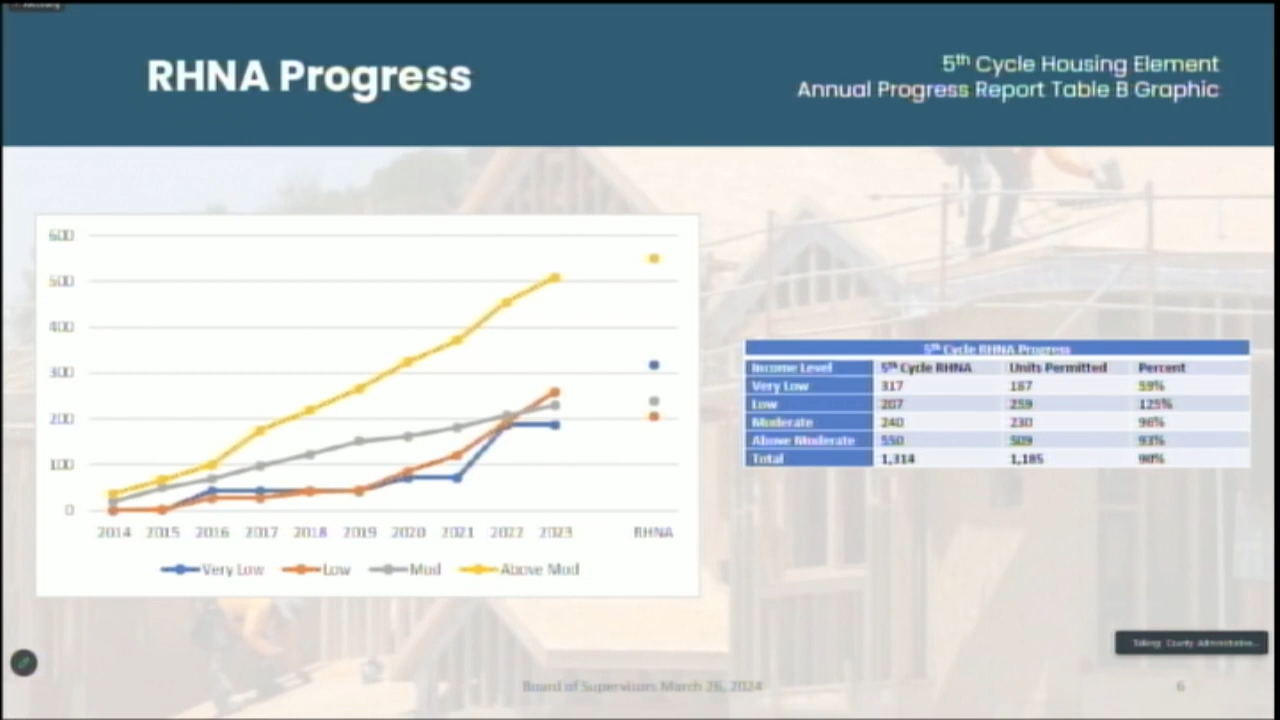 RHNA Progress
5th Cycle Housing Element
Annual Progress Report Table B Graphic
600
500
400
300
200
100
0
2014 2015 2016 2017 2018 2019 2020 2021 2022 2023 RHNA
Very Low Low Mod Above Mod
5th Cycle RHNA Progress
Income Level 5th Cycle RHNA Units Permitted Percent
Very Low 317 187 59%
Low 207 259 125%
Moderate 240 230 96%
Above Moderate 550 509 93%
Total 1,314 1,185 90%
Talking: County Administrator...
Board of Supervisors March 26, 2024
6